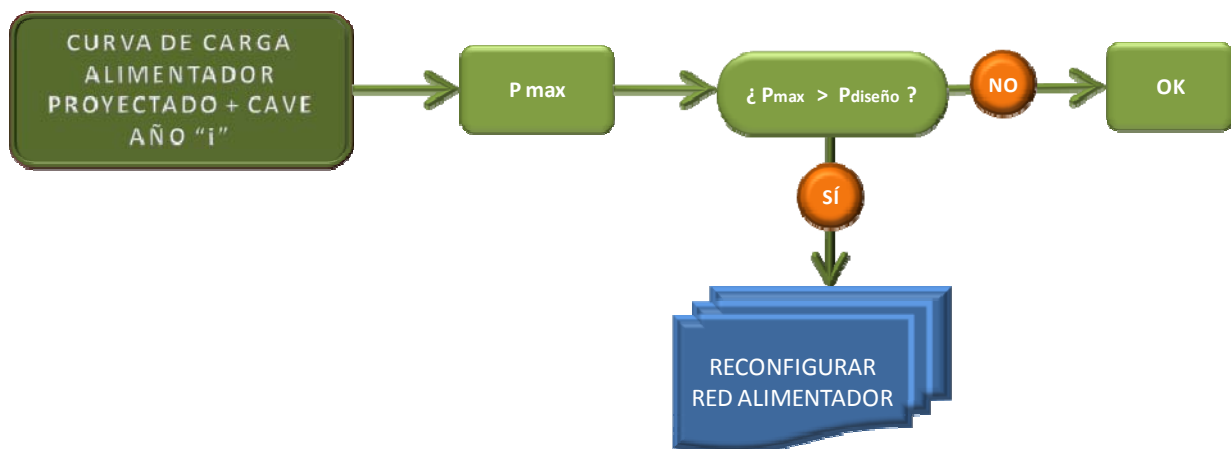 CURVA DE CARGA
ALIMENTADOR
PROYECTADO + CAVE
AÑO “i”
P max
¿ Pmax > Pdiseño ?
NO
OK
SÍ
RECONFIGURAR
RED ALIMENTADOR